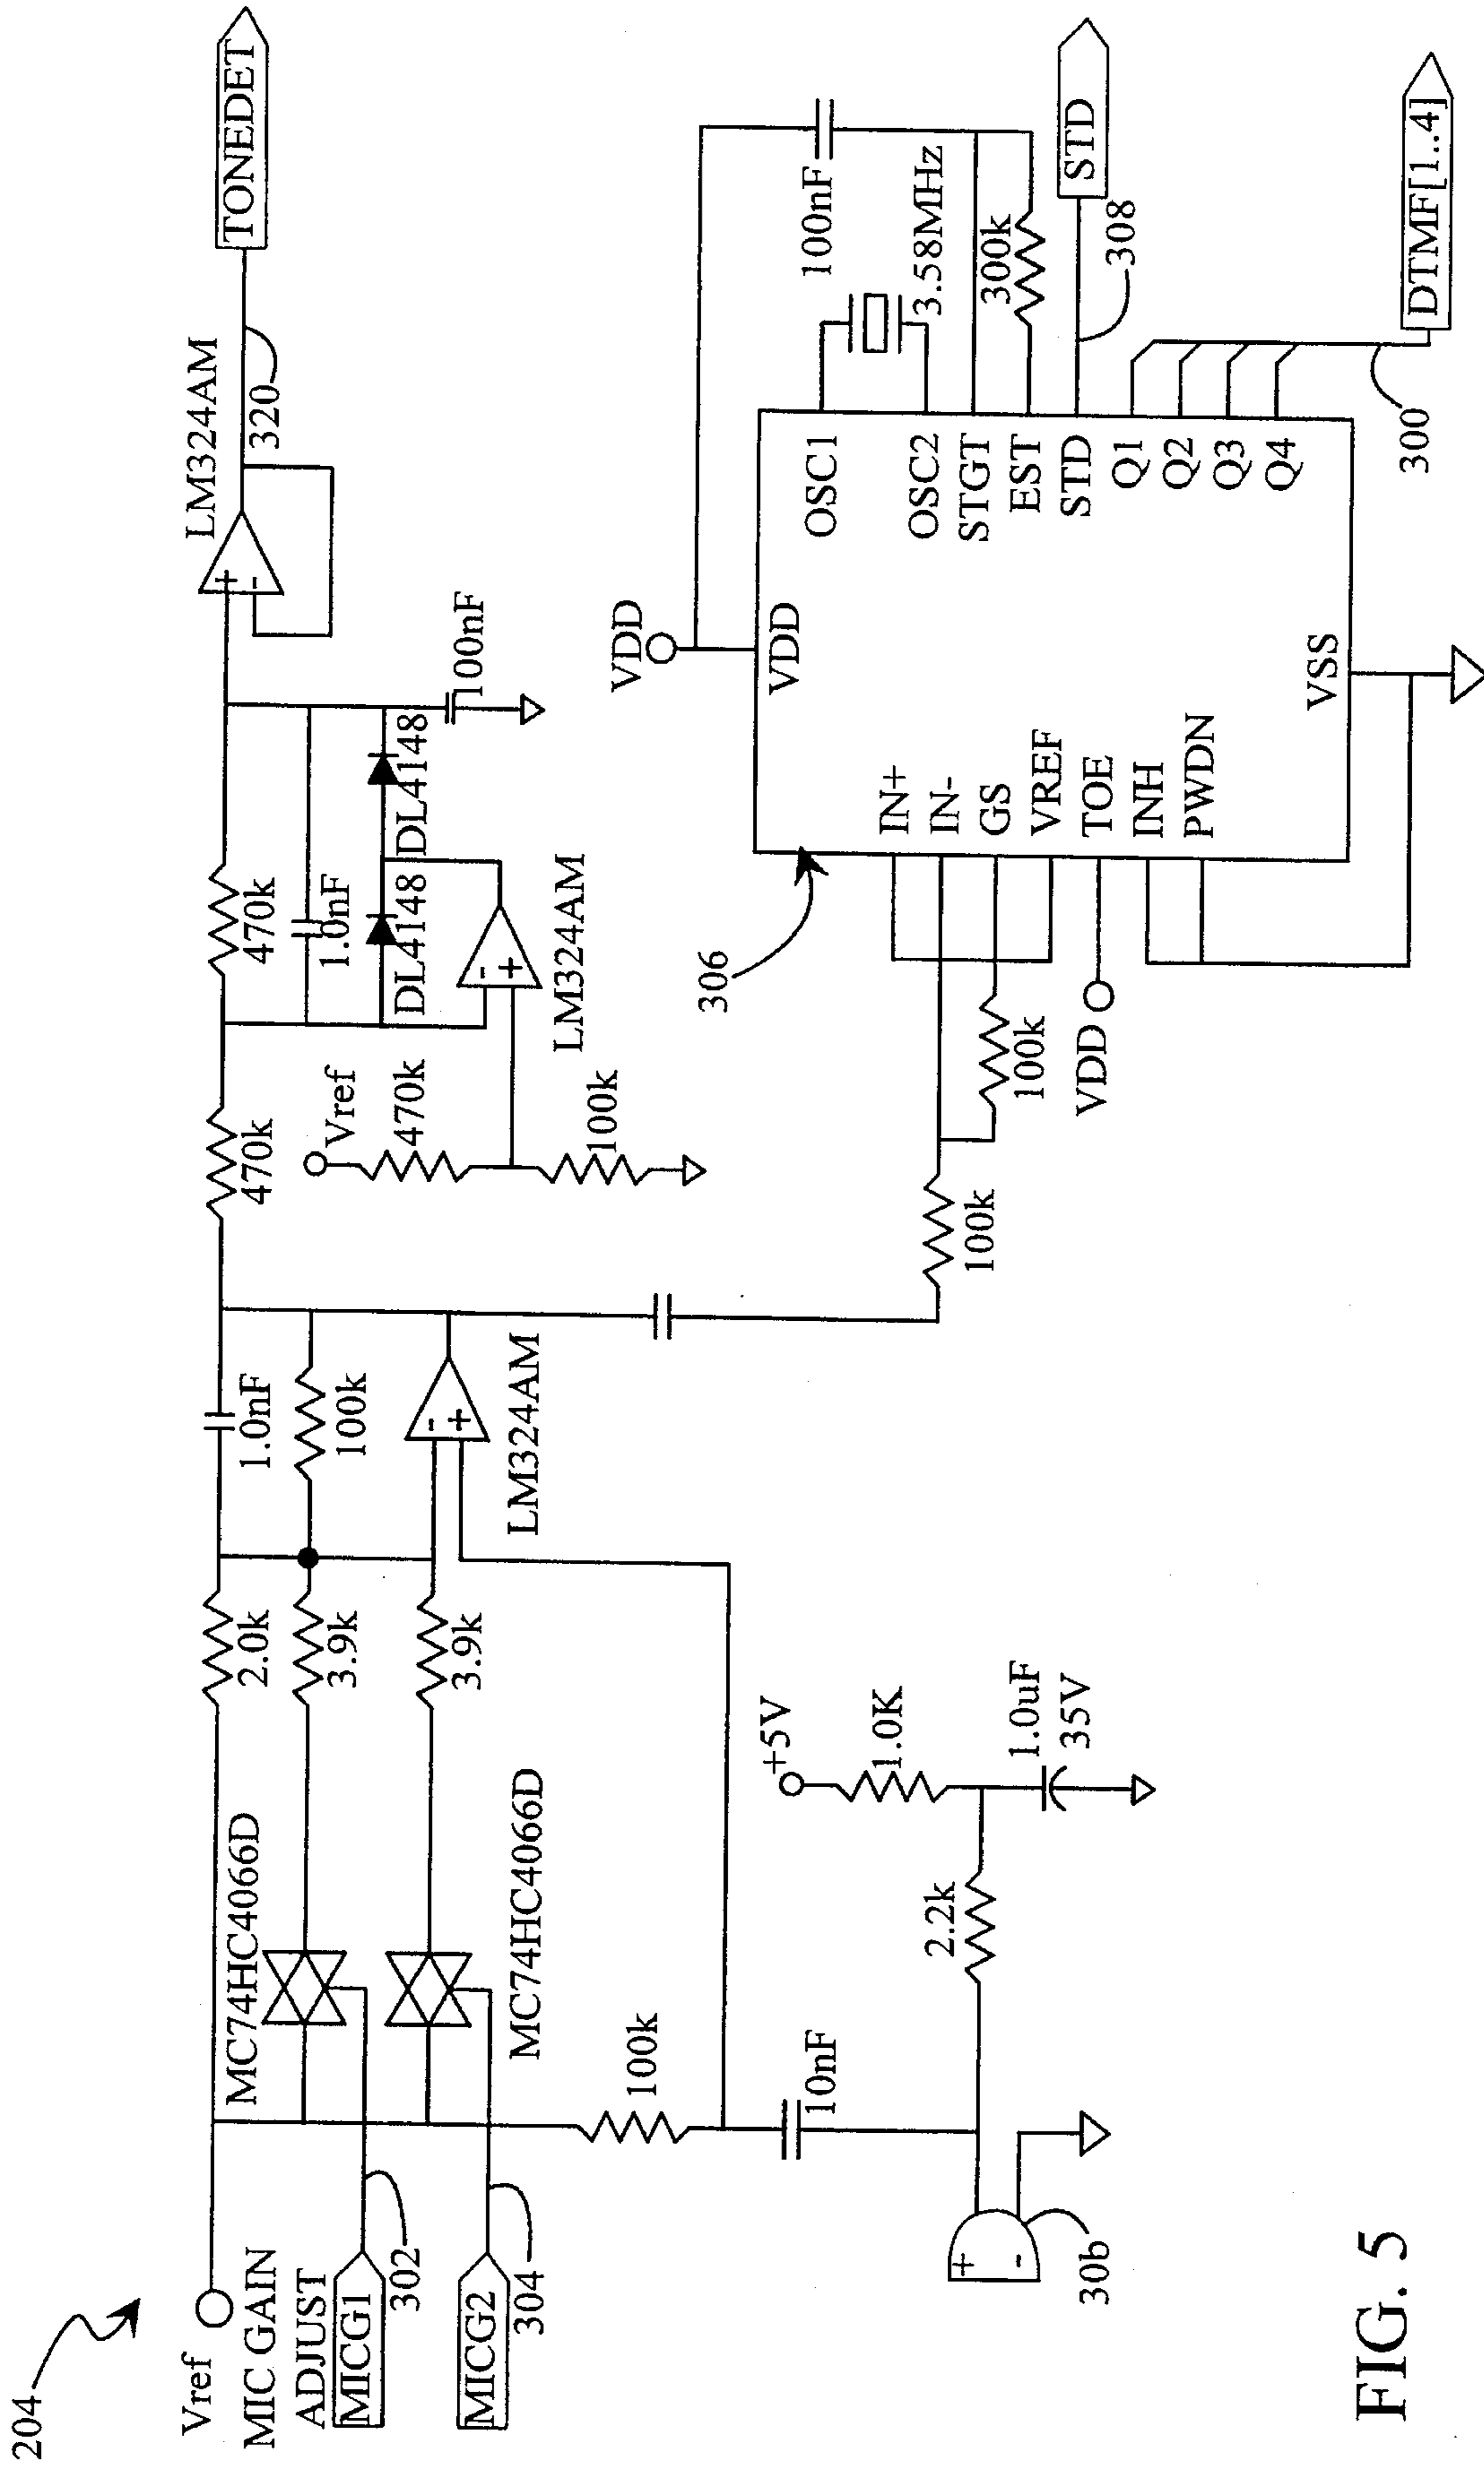 204
Vref
MIC GAIN
ADJUST
MICG1
302
MICG2
304
MC74HC4066D
MC74HC4066D
2.0k
3.9k
3.9k
1.0nF
100k
LM324AM
470k
470k
1.0nF
DL4148
DL4148
100nF
-
+
LM324AM
Vref
470k
100k
+
-
LM324AM
320
TONEDET
-
+
100k
10nF
+5V
1.0K
1.0uF
35V
2.2k
+
-
30b
100k
100k
306
VDD
VDD
VDD
IN+
IN-
GS
VREF
TOE
INH
PWDN
VSS
OSC1
OSC2
STGT
EST
STD
Q1
Q2
Q3
Q4
100nF
3.58MHz
300k
STD
308
DTMF[1..4]
300
FIG. 5